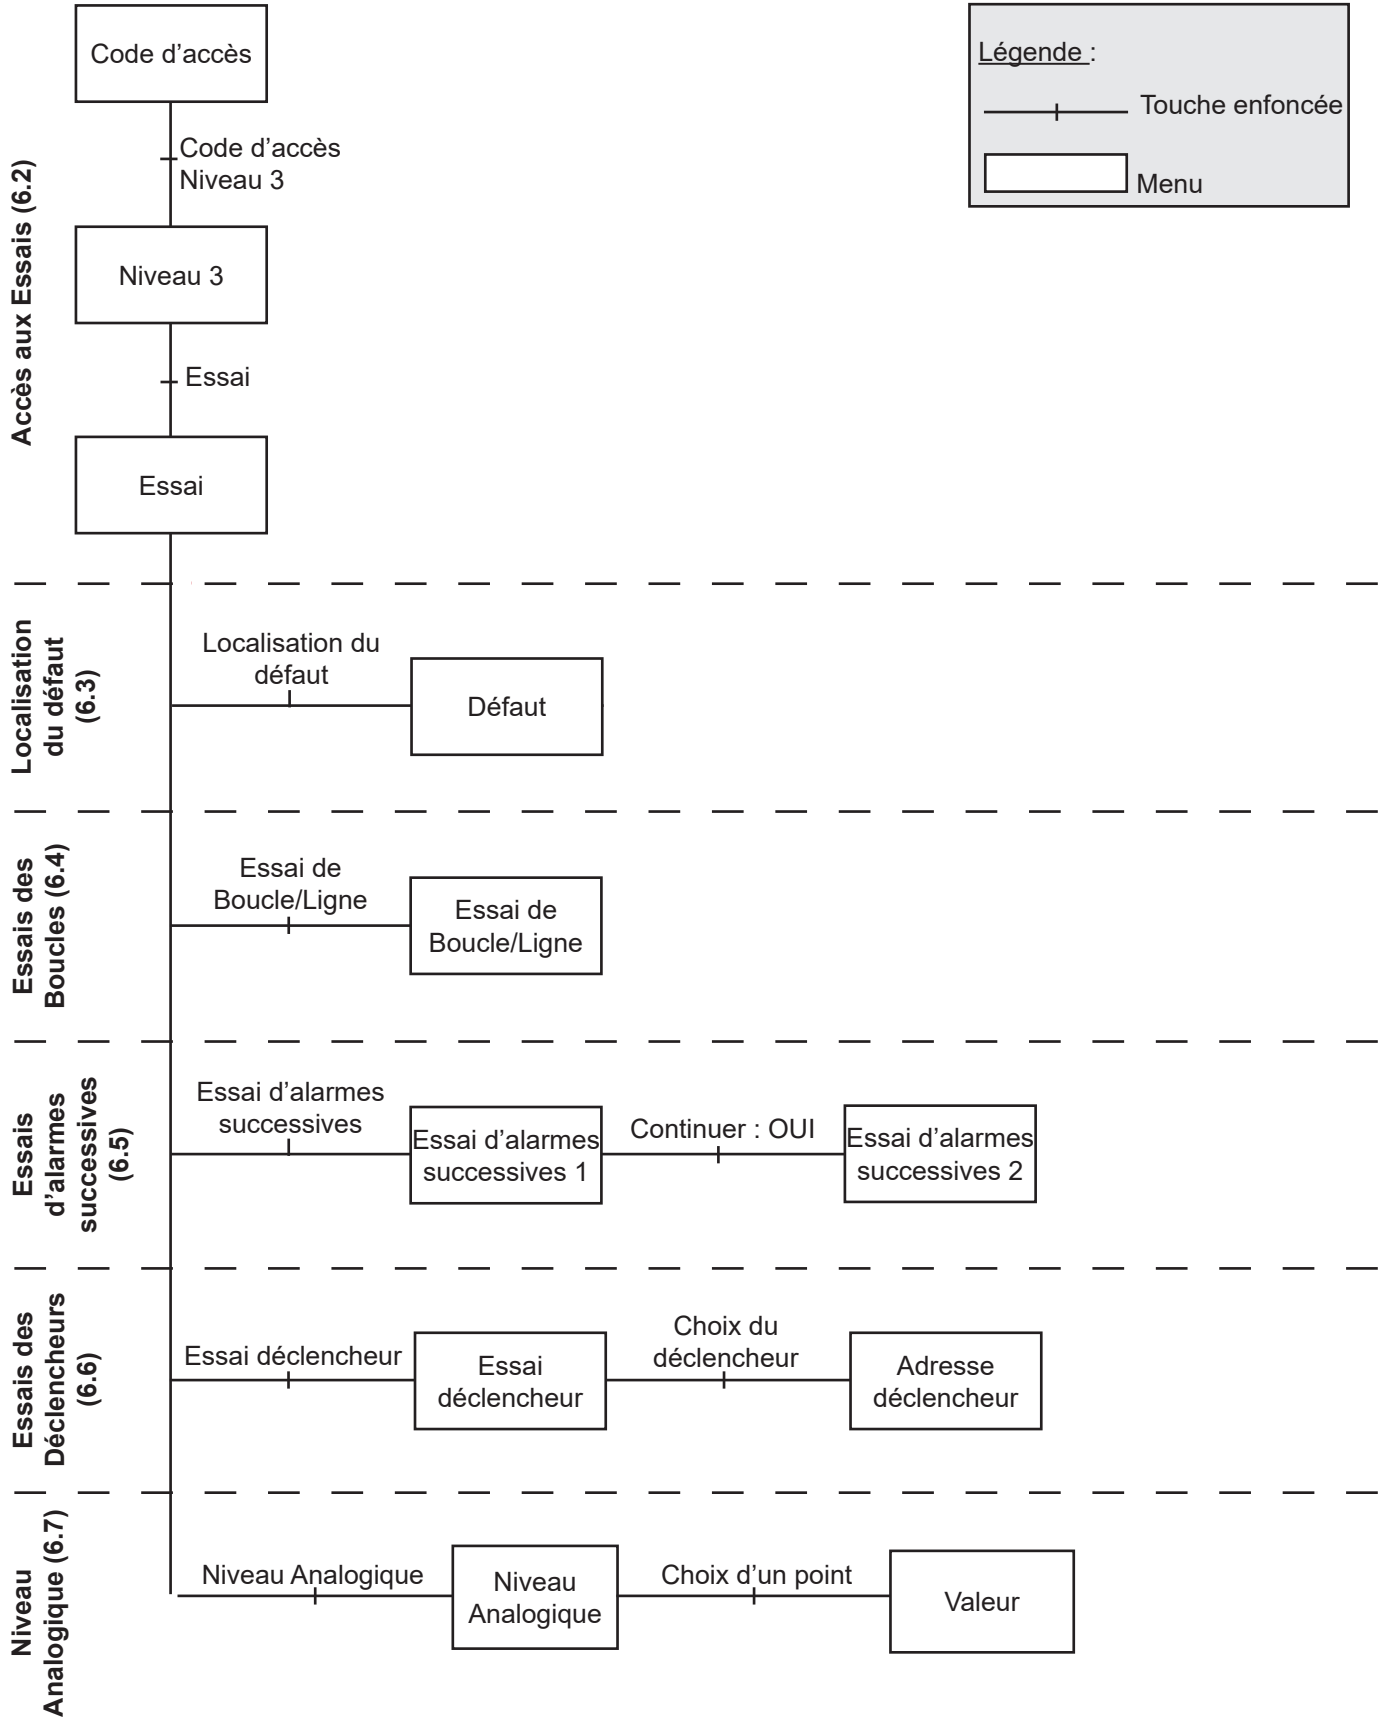 Code d'accès
Légende :
Touche enfoncée
Menu
Code d'accès
Niveau 3
Accès aux Essais (6.2)
Niveau 3
Essai
Essai
Localisation
du défaut
(6.3)
Localisation du
défaut
Défaut
Essais des
Boucles (6.4)
Essai de
Boucle/Ligne
Essai de
Boucle/Ligne
Essais
d'alarmes
successives
(6.5)
Essai d'alarmes
successives
Essai d'alarmes
successives 1
Continuer : OUI
Essai d'alarmes
successives 2
Essais des
Déclencheurs
(6.6)
Essai déclencheur
Essai
déclencheur
Choix du
déclencheur
Adresse
déclencheur
Niveau
Analogique (6.7)
Niveau Analogique
Niveau
Analogique
Choix d'un point
Valeur